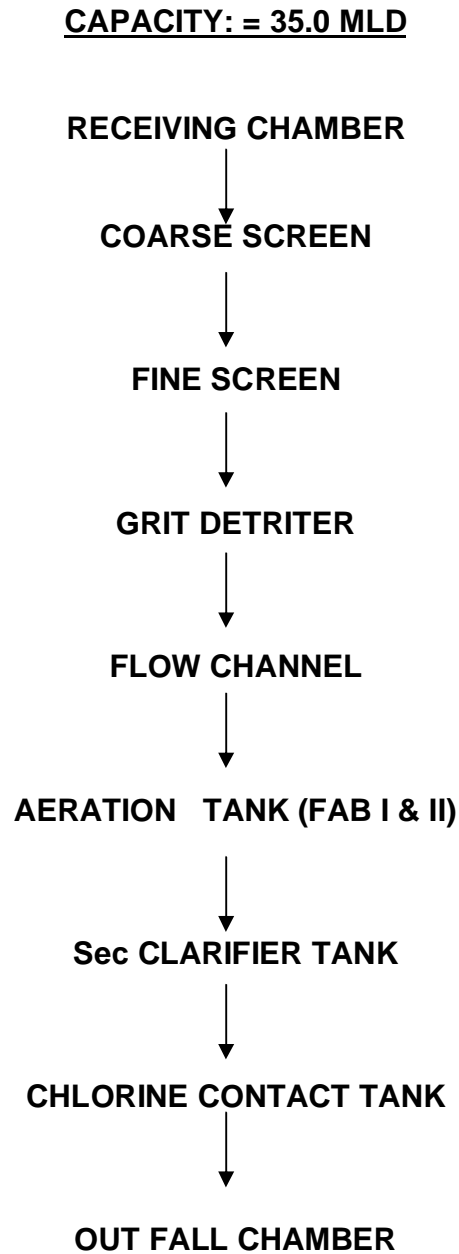 CAPACITY: = 35.0 MLD
RECEIVING CHAMBER
COARSE SCREEN
FINE SCREEN
GRIT DETRITER
FLOW CHANNEL
AERATION TANK (FAB I & II)
Sec CLARIFIER TANK
CHLORINE CONTACT TANK
OUT FALL CHAMBER